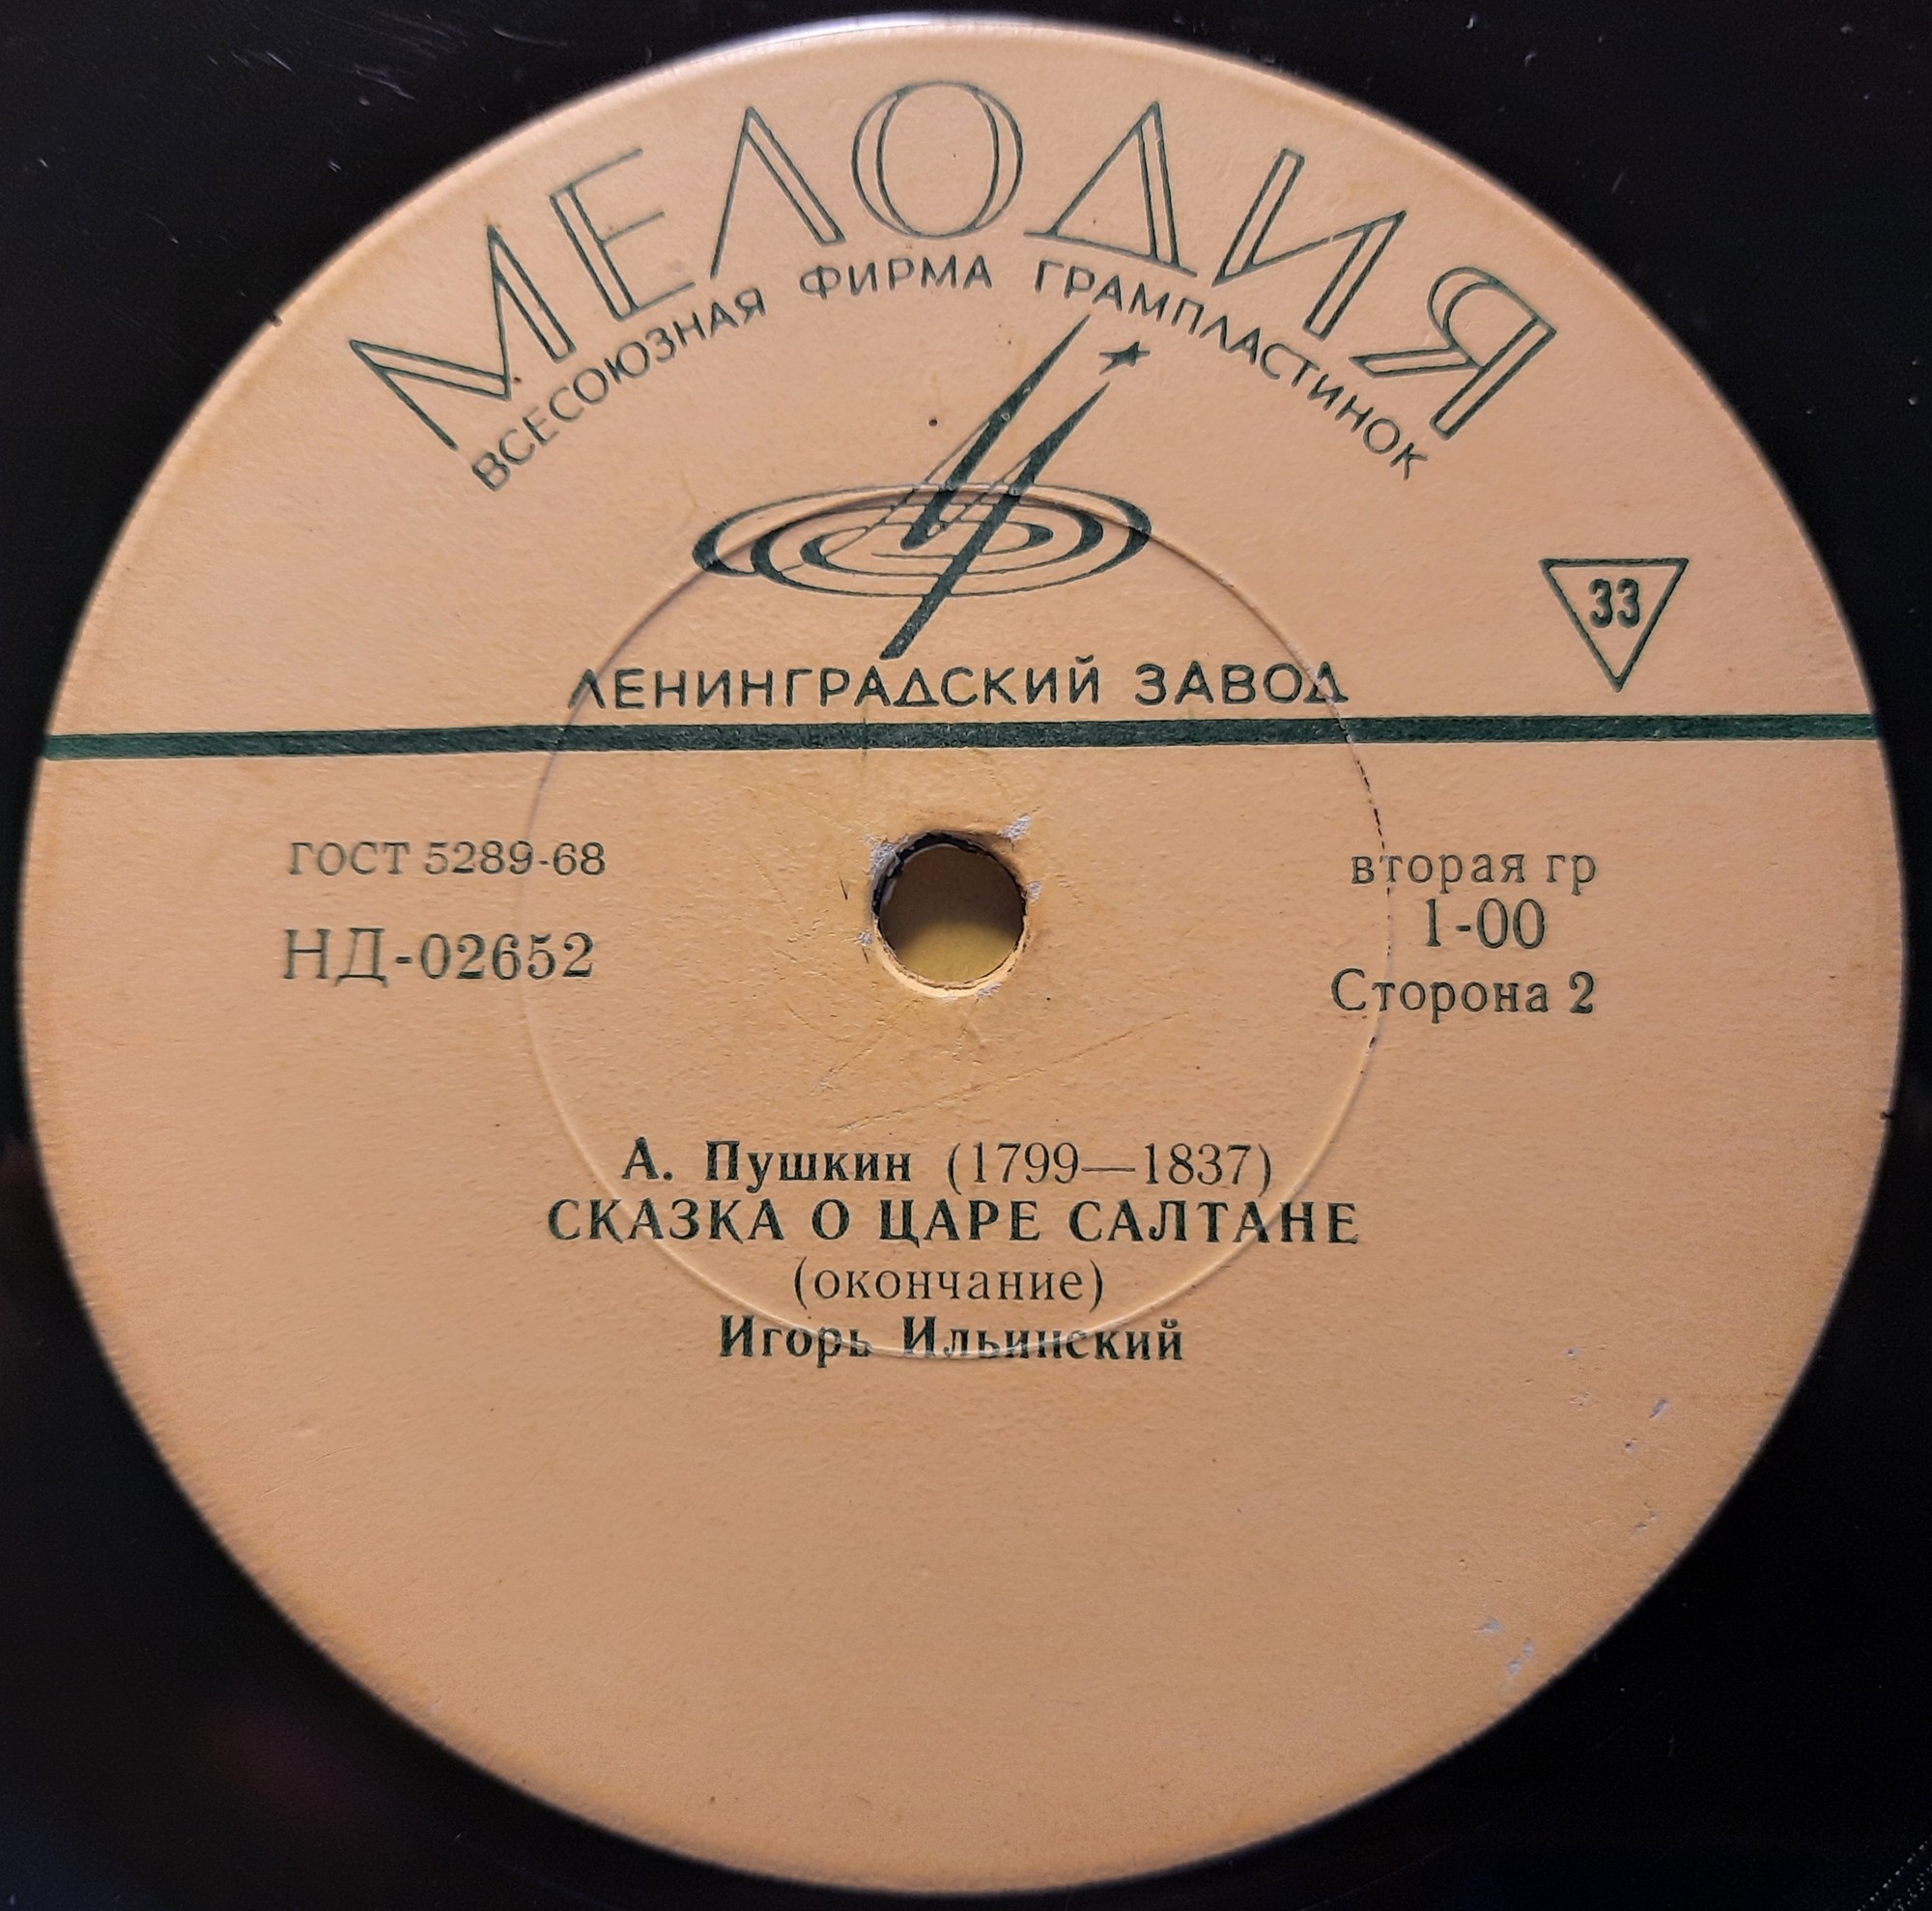 МЕЛОДИЯ
ВСЕСОЮЗНАЯ ФИРМА ГРАМПЛАСТИНОК
33
ЛЕНИНГРАДСКИЙ ЗАВОД
ГОСТ 5289-68
НД-02652
вторая гр
1-00
Сторона 2
А. Пушкин (1799—1837)
СКАЗКА О ЦАРЕ САЛТАНЕ
(окончание)
Игорь Ильинский